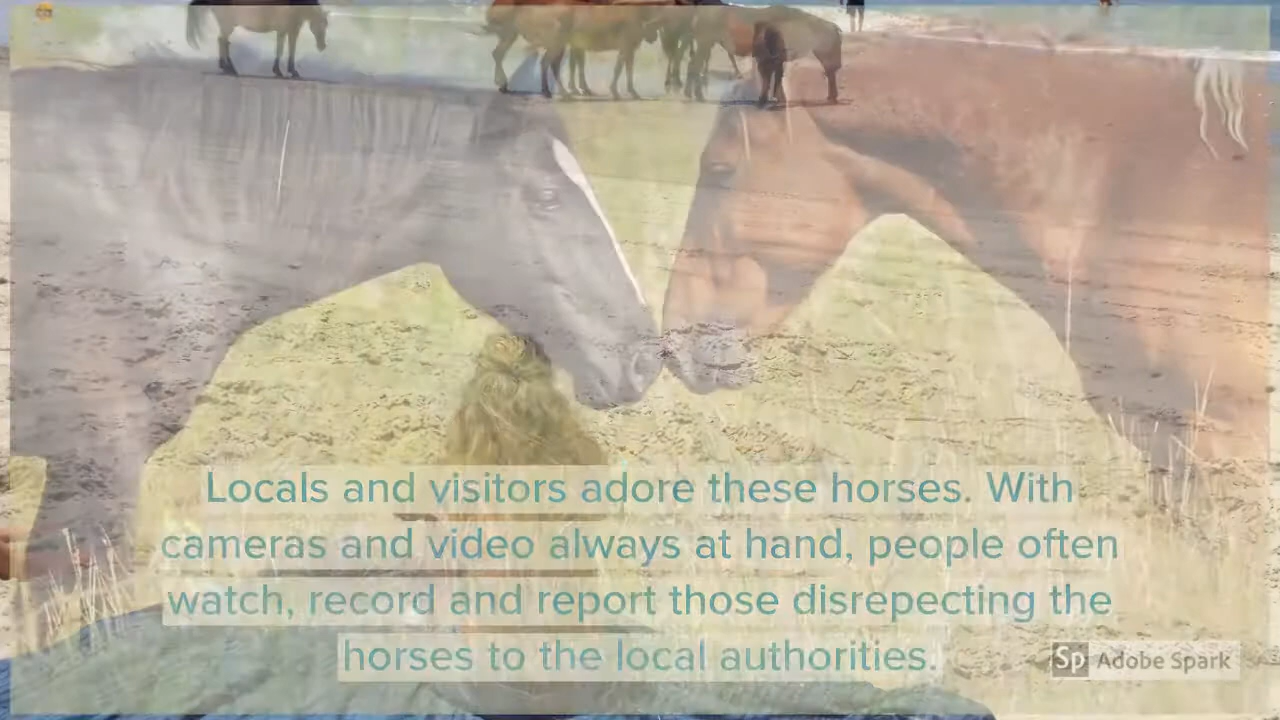 Locals and visitors adore these horses. With
cameras and video always at hand, people often
watch, record and report those disrepecting the
horses to the local authorities.
Sp Adobe Spark